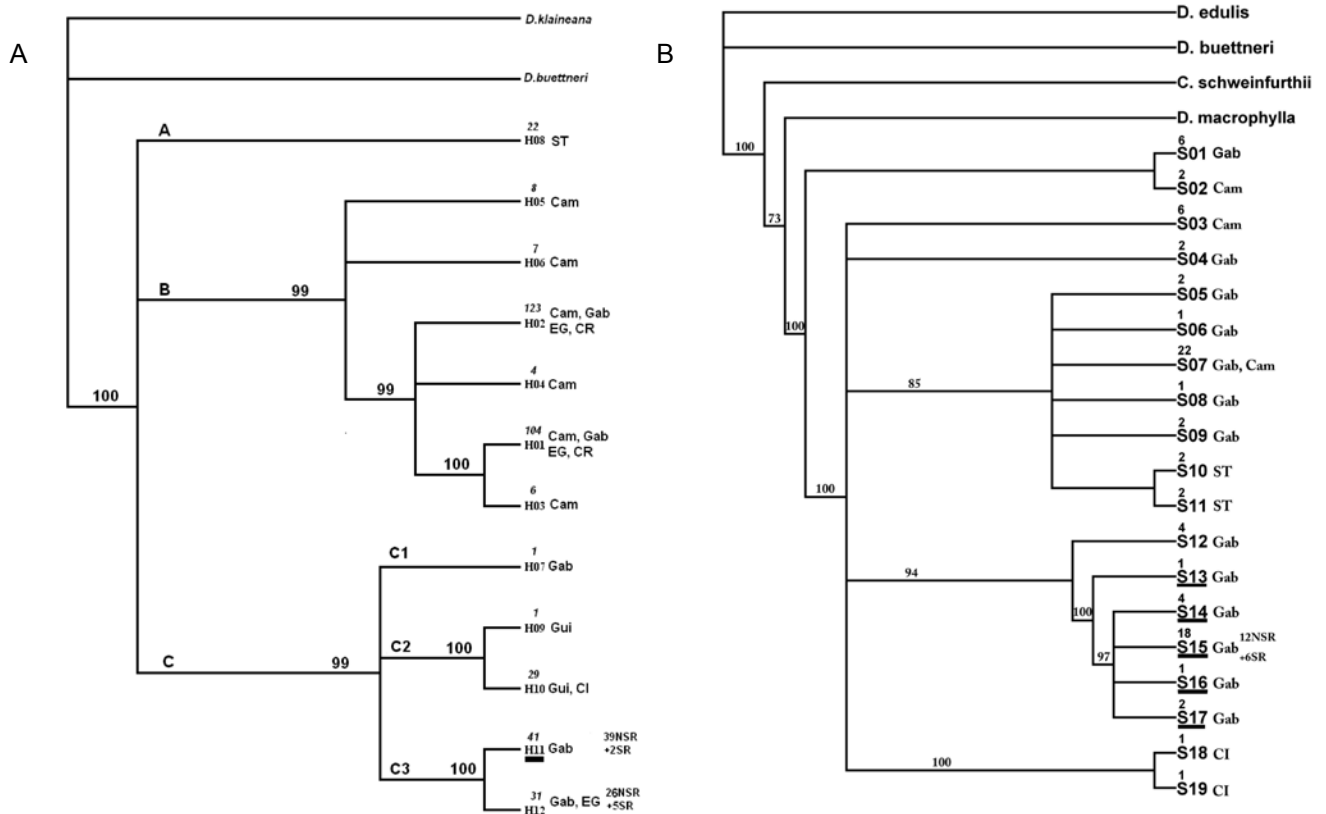 A
D.klaineana
D.buettneri
A
22
H08 ST
8
H05 Cam
7
H06 Cam
B
99
123
H02 Cam, Gab
EG, CR
4
H04 Cam
99
104
H01 Cam, Gab
EG, CR
100
6
H03 Cam
100
C1
1
H07 Gab
1
H09 Gui
C2
100
29
H10 Gui, CI
C
99
41
H11 Gab
39NSR
+2SR
C3
100
31
H12 Gab, EG
26NSR
+5SR
B
D. edulis
D. buettneri
C. schweinfurthii
D. macrophylla
100
6
S01 Gab
2
S02 Cam
73
6
S03 Cam
2
S04 Gab
2
S05 Gab
1
S06 Gab
100
22
S07 Gab, Cam
85
1
S08 Gab
2
S09 Gab
2
S10 ST
100
2
S11 ST
4
S12 Gab
94
1
S13 Gab
100
4
S14 Gab
18
S15 Gab
12NSR
+6SR
97
1
S16 Gab
2
S17 Gab
1
S18 CI
100
1
S19 CI